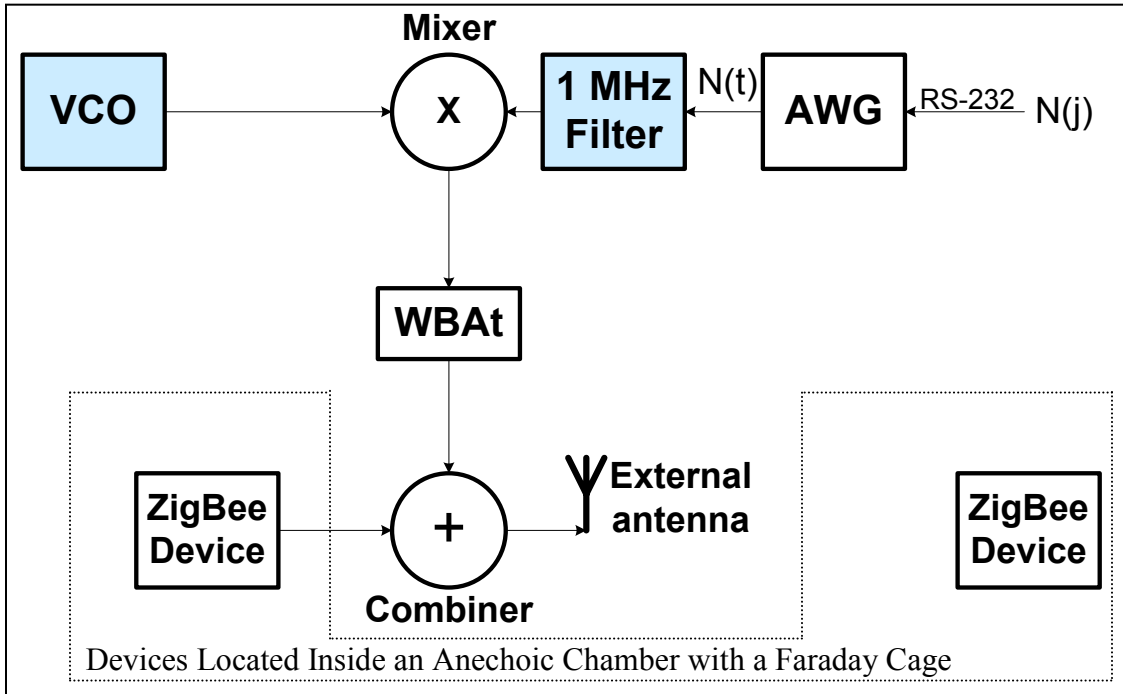 Mixer
VCO
X
1 MHz
Filter
N(t)
AWG
RS-232
N(j)
WBAt
ZigBee
Device
+
Combiner
External
antenna
ZigBee
Device
Devices Located Inside an Anechoic Chamber with a Faraday Cage